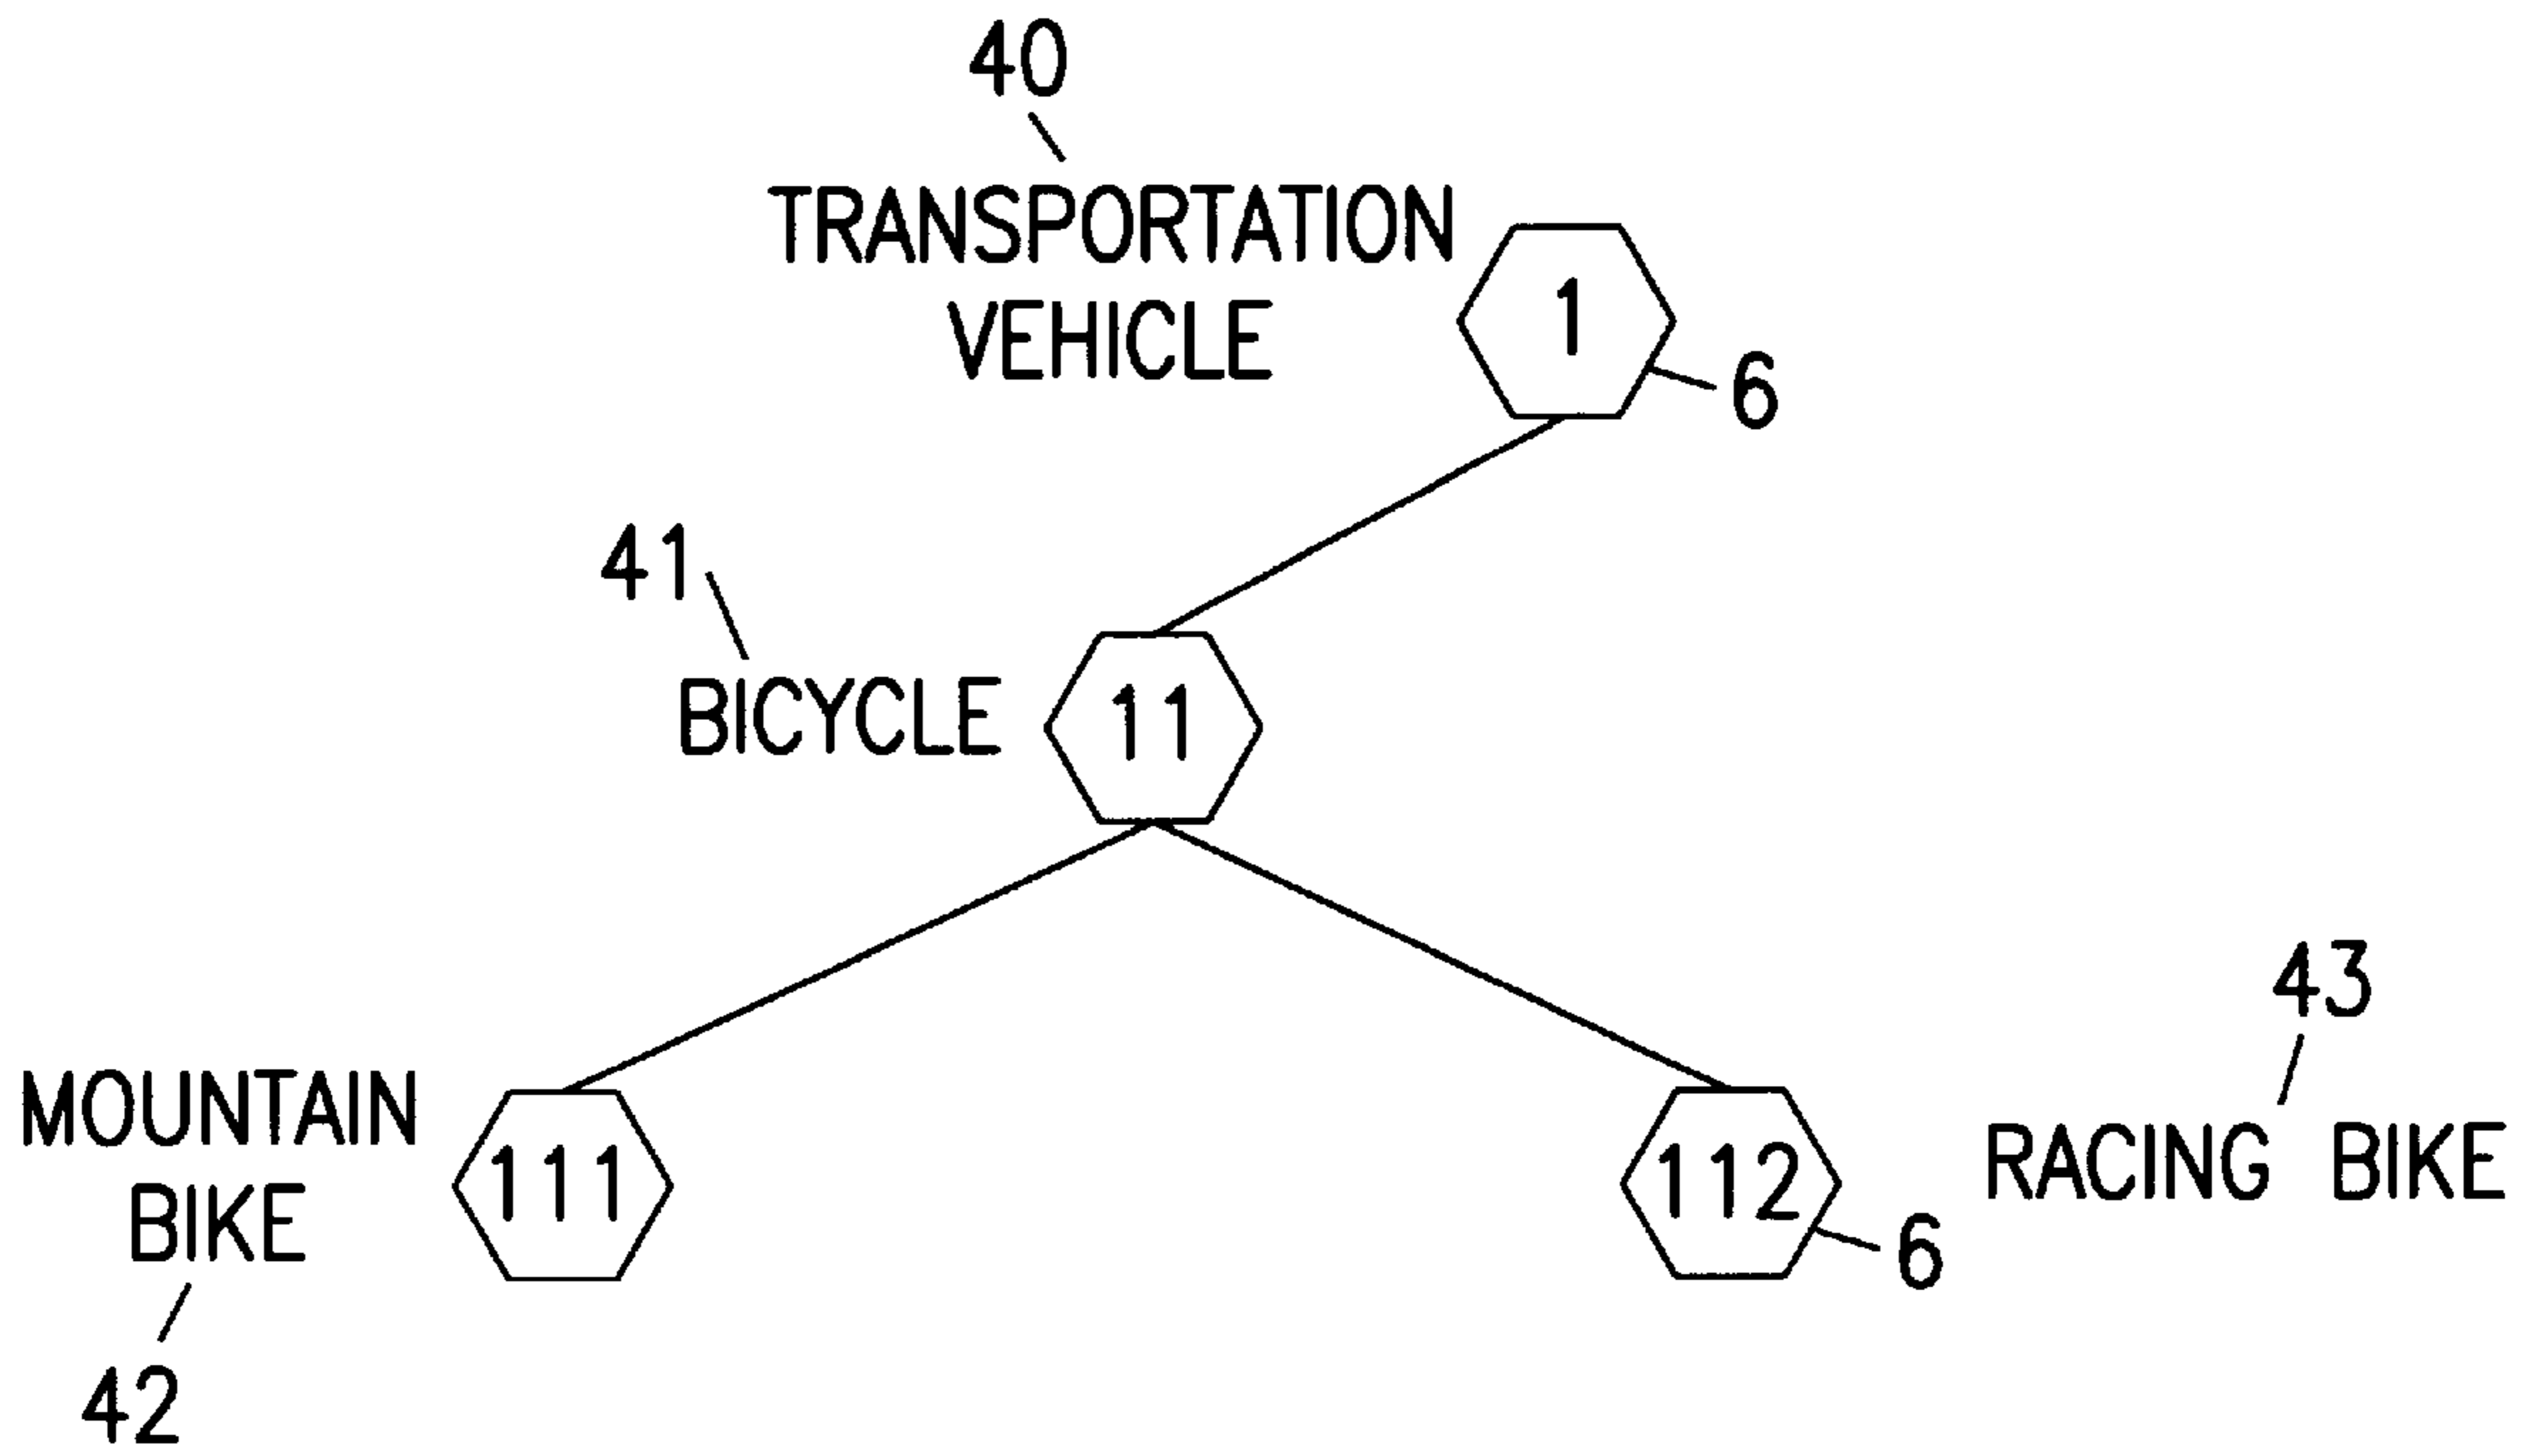 40
TRANSPORTATION
VEHICLE
1
6
41
BICYCLE
11
43
MOUNTAIN
BIKE
111
112
RACING BIKE
6
42